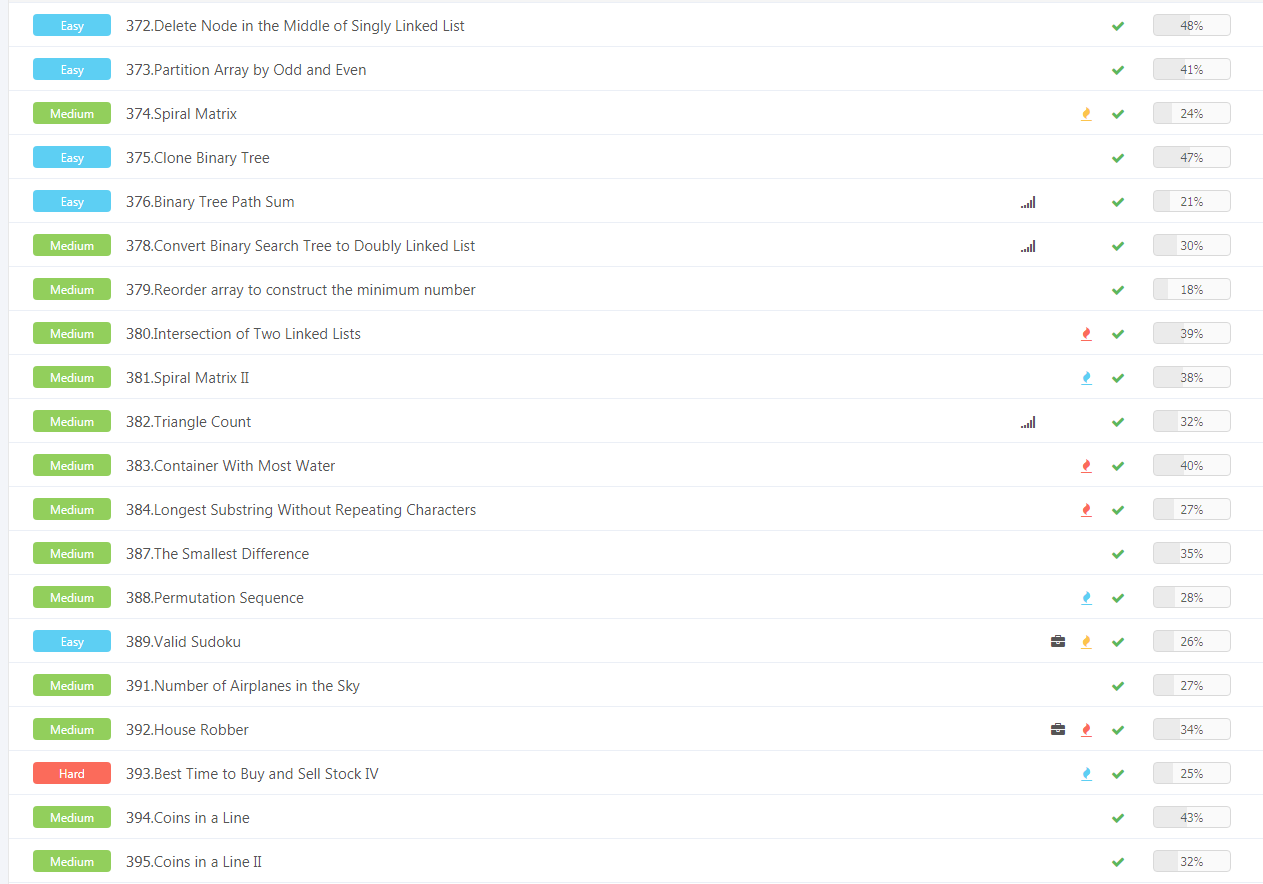 Easy 372.Delete Node in the Middle of Singly Linked List 48%
Easy 373.Partition Array by Odd and Even 41%
Medium 374.Spiral Matrix 24%
Easy 375.Clone Binary Tree 47%
Easy 376.Binary Tree Path Sum 21%
Medium 378.Convert Binary Search Tree to Doubly Linked List 30%
Medium 379.Reorder array to construct the minimum number 18%
Medium 380.Intersection of Two Linked Lists 39%
Medium 381.Spiral Matrix II 38%
Medium 382.Triangle Count 32%
Medium 383.Container With Most Water 40%
Medium 384.Longest Substring Without Repeating Characters 27%
Medium 387.The Smallest Difference 35%
Medium 388.Permutation Sequence 28%
Easy 389.Valid Sudoku 26%
Medium 391.Number of Airplanes in the Sky 27%
Medium 392.House Robber 34%
Hard 393.Best Time to Buy and Sell Stock IV 25%
Medium 394.Coins in a Line 43%
Medium 395.Coins in a Line II 32%